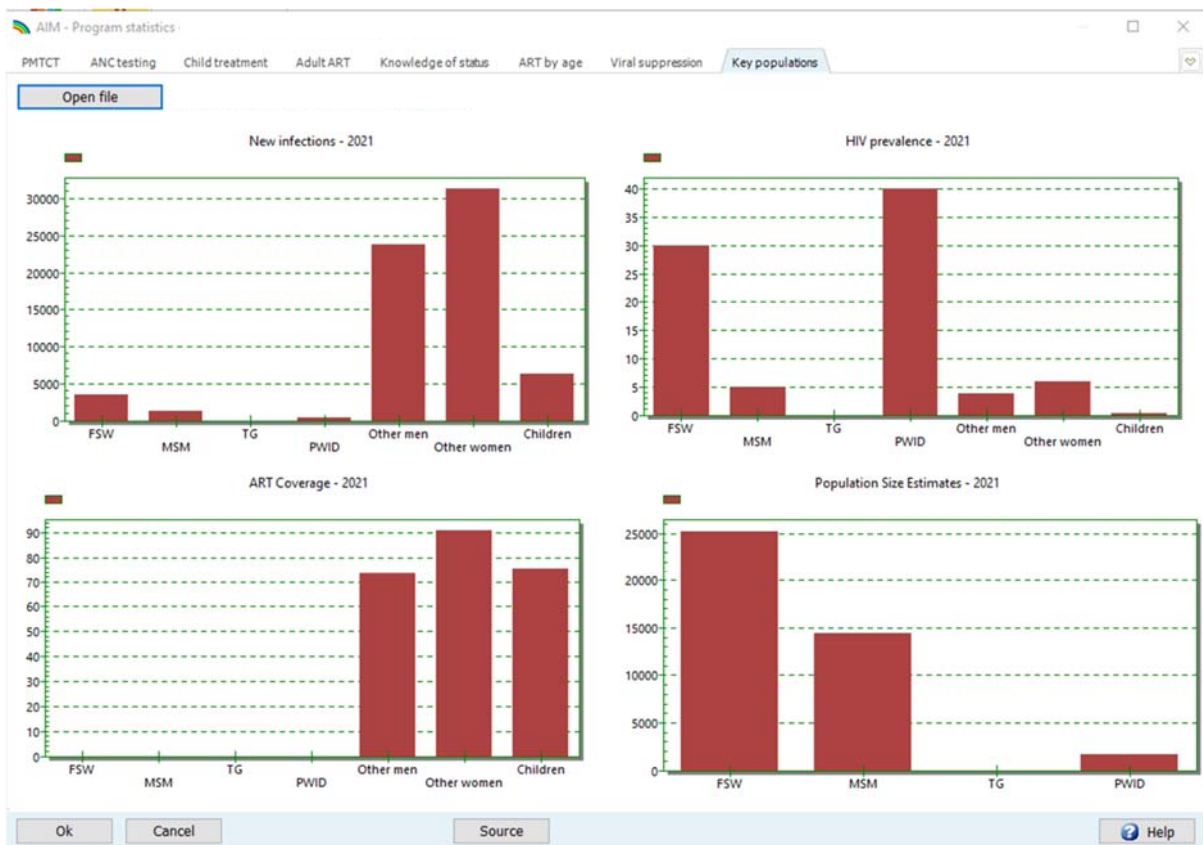 AIM - Program statistics
PMTCT ANC testing Child treatment Adult ART Knowledge of status ART by age Viral suppression Key populations
Open file
New infections - 2021
30000
25000
20000
15000
10000
5000
0
FSW MSM TG PWID Other men Other women Children
HIV prevalence - 2021
40
35
30
25
20
15
10
5
0
FSW MSM TG PWID Other men Other women Children
ART Coverage - 2021
90
80
70
60
50
40
30
20
10
0
FSW MSM TG PWID Other men Other women Children
Population Size Estimates - 2021
25000
20000
15000
10000
5000
0
FSW MSM TG PWID
Ok Cancel Source Help